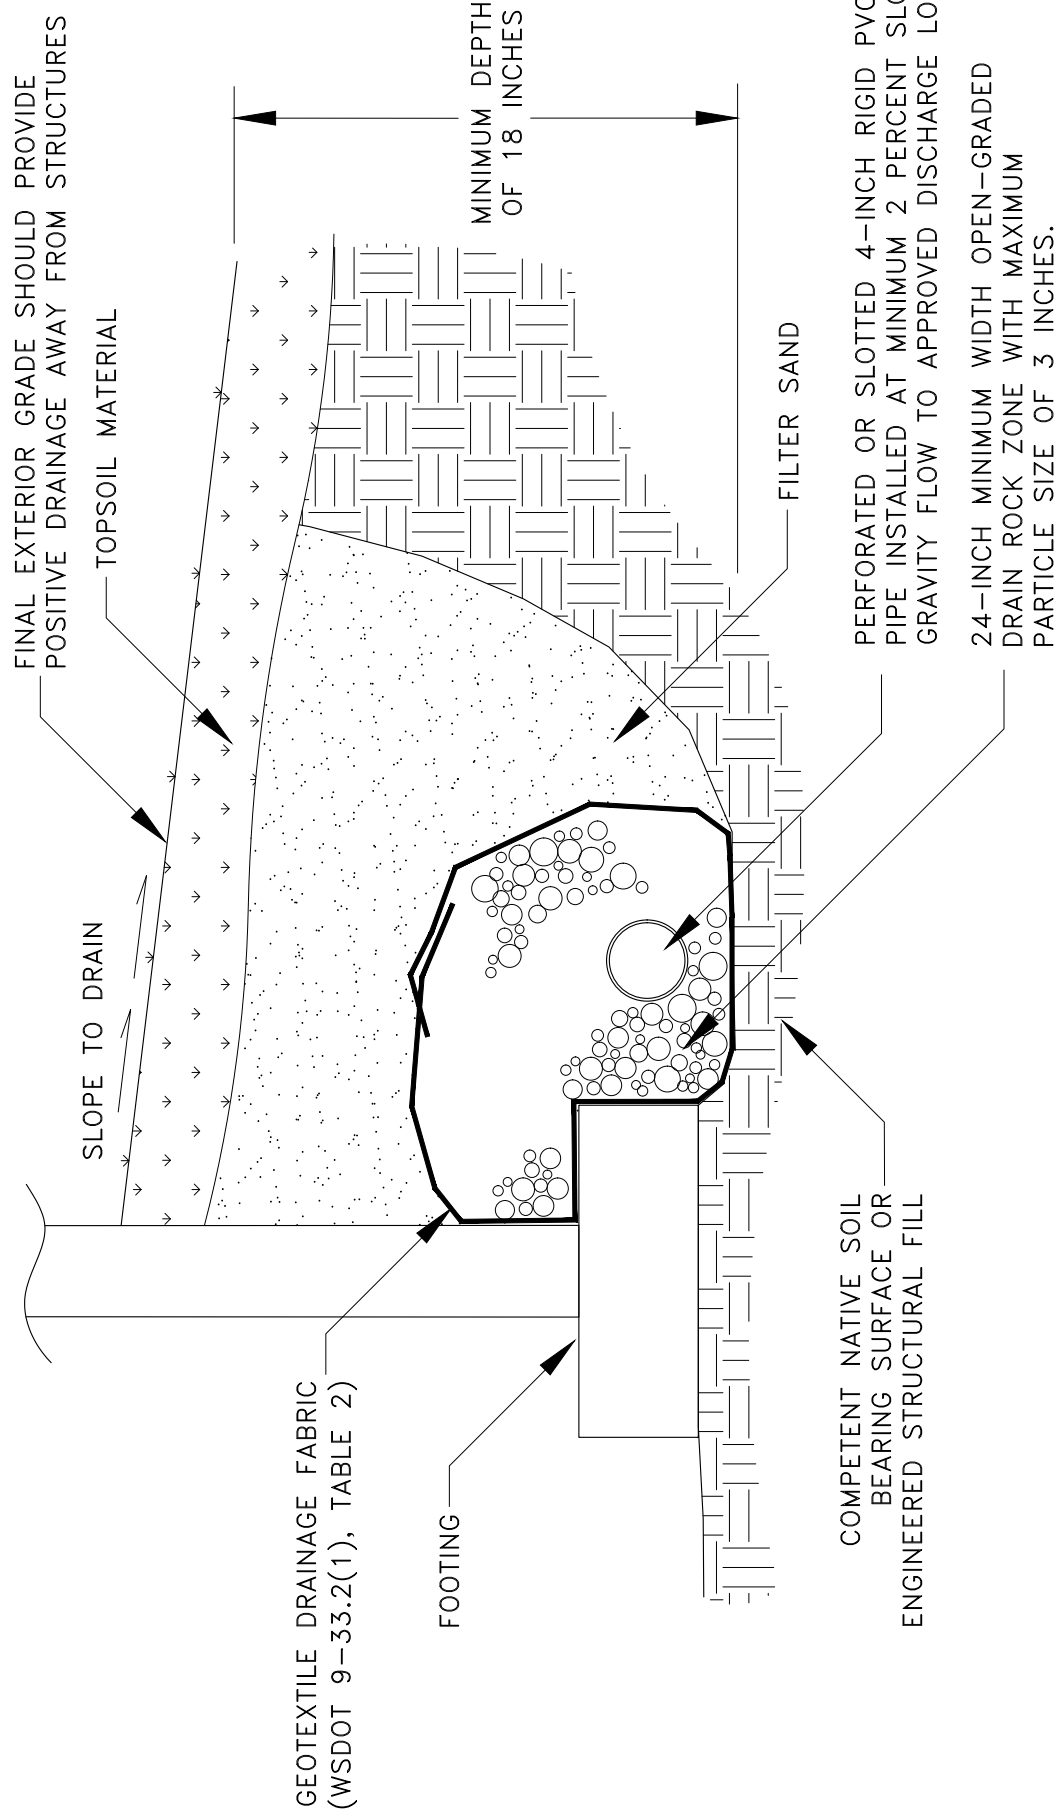 FINAL EXTERIOR GRADE SHOULD PROVIDE
POSITIVE DRAINAGE AWAY FROM STRUCTURES
TOPSOIL MATERIAL
SLOPE TO DRAIN
MINIMUM DEPTH
OF 18 INCHES
GEOTEXTILE DRAINAGE FABRIC
(WSDOT 9-33.2(1), TABLE 2)
FOOTING
FILTER SAND
PERFORATED OR SLOTTED 4-INCH RIGID PVC
PIPE INSTALLED AT MINIMUM 2 PERCENT
GRAVITY FLOW TO APPROVED DISCHARGE
24-INCH MINIMUM WIDTH OPEN-GRADED
DRAIN ROCK ZONE WITH MAXIMUM
PARTICLE SIZE OF 3 INCHES.
COMPETENT NATIVE SOIL
BEARING SURFACE OR
ENGINEERED STRUCTURAL FILL